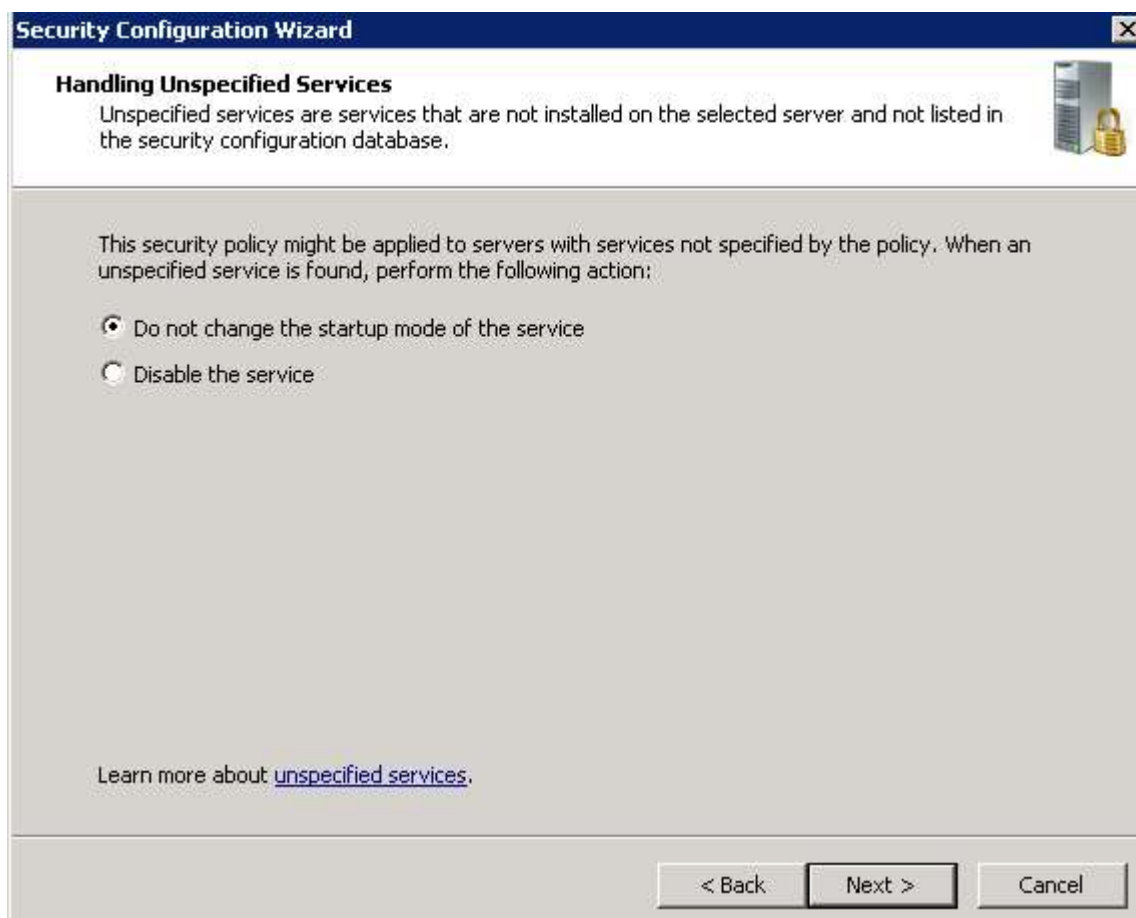 Security Configuration Wizard
Handling Unspecified Services
Unspecified services are services that are not installed on the selected server and not listed in
the security configuration database.
This security policy might be applied to servers with services not specified by the policy. When an
unspecified service is found, perform the following action:
Do not change the startup mode of the service
Disable the service
Learn more about unspecified services.
< Back Next > Cancel